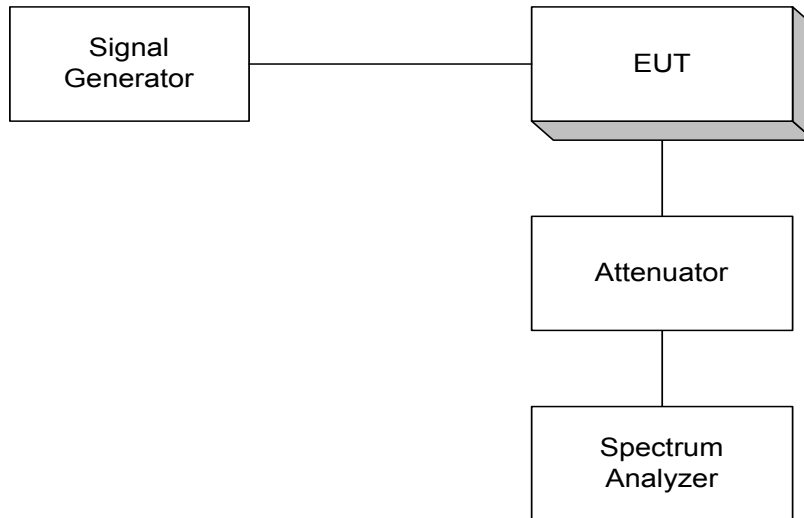 Signal
Generator
EUT
Attenuator
Spectrum
Analyzer